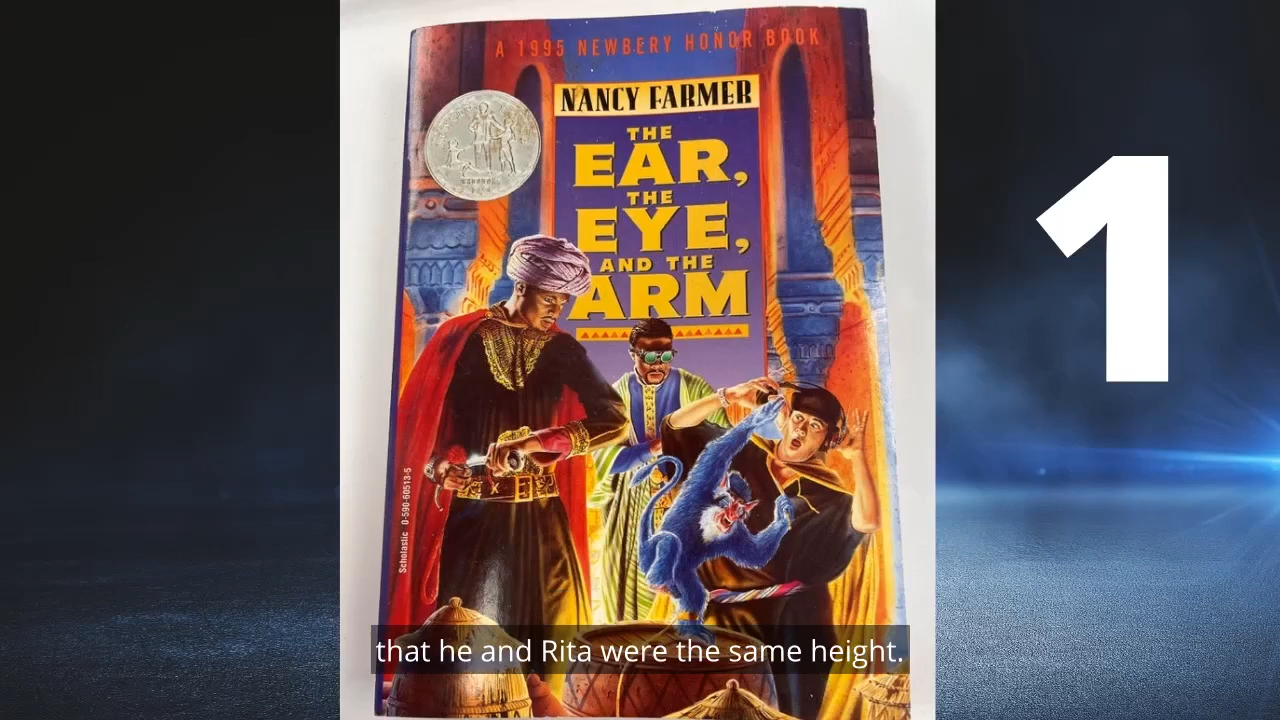 A 1995 NEWBERY HONOR BOOK
NANCY FARMER
THE
EAR,
THE
EYE,
AND THE
ARM
Scholastic 0-590-60513-5
1
that he and Rita were the same height.